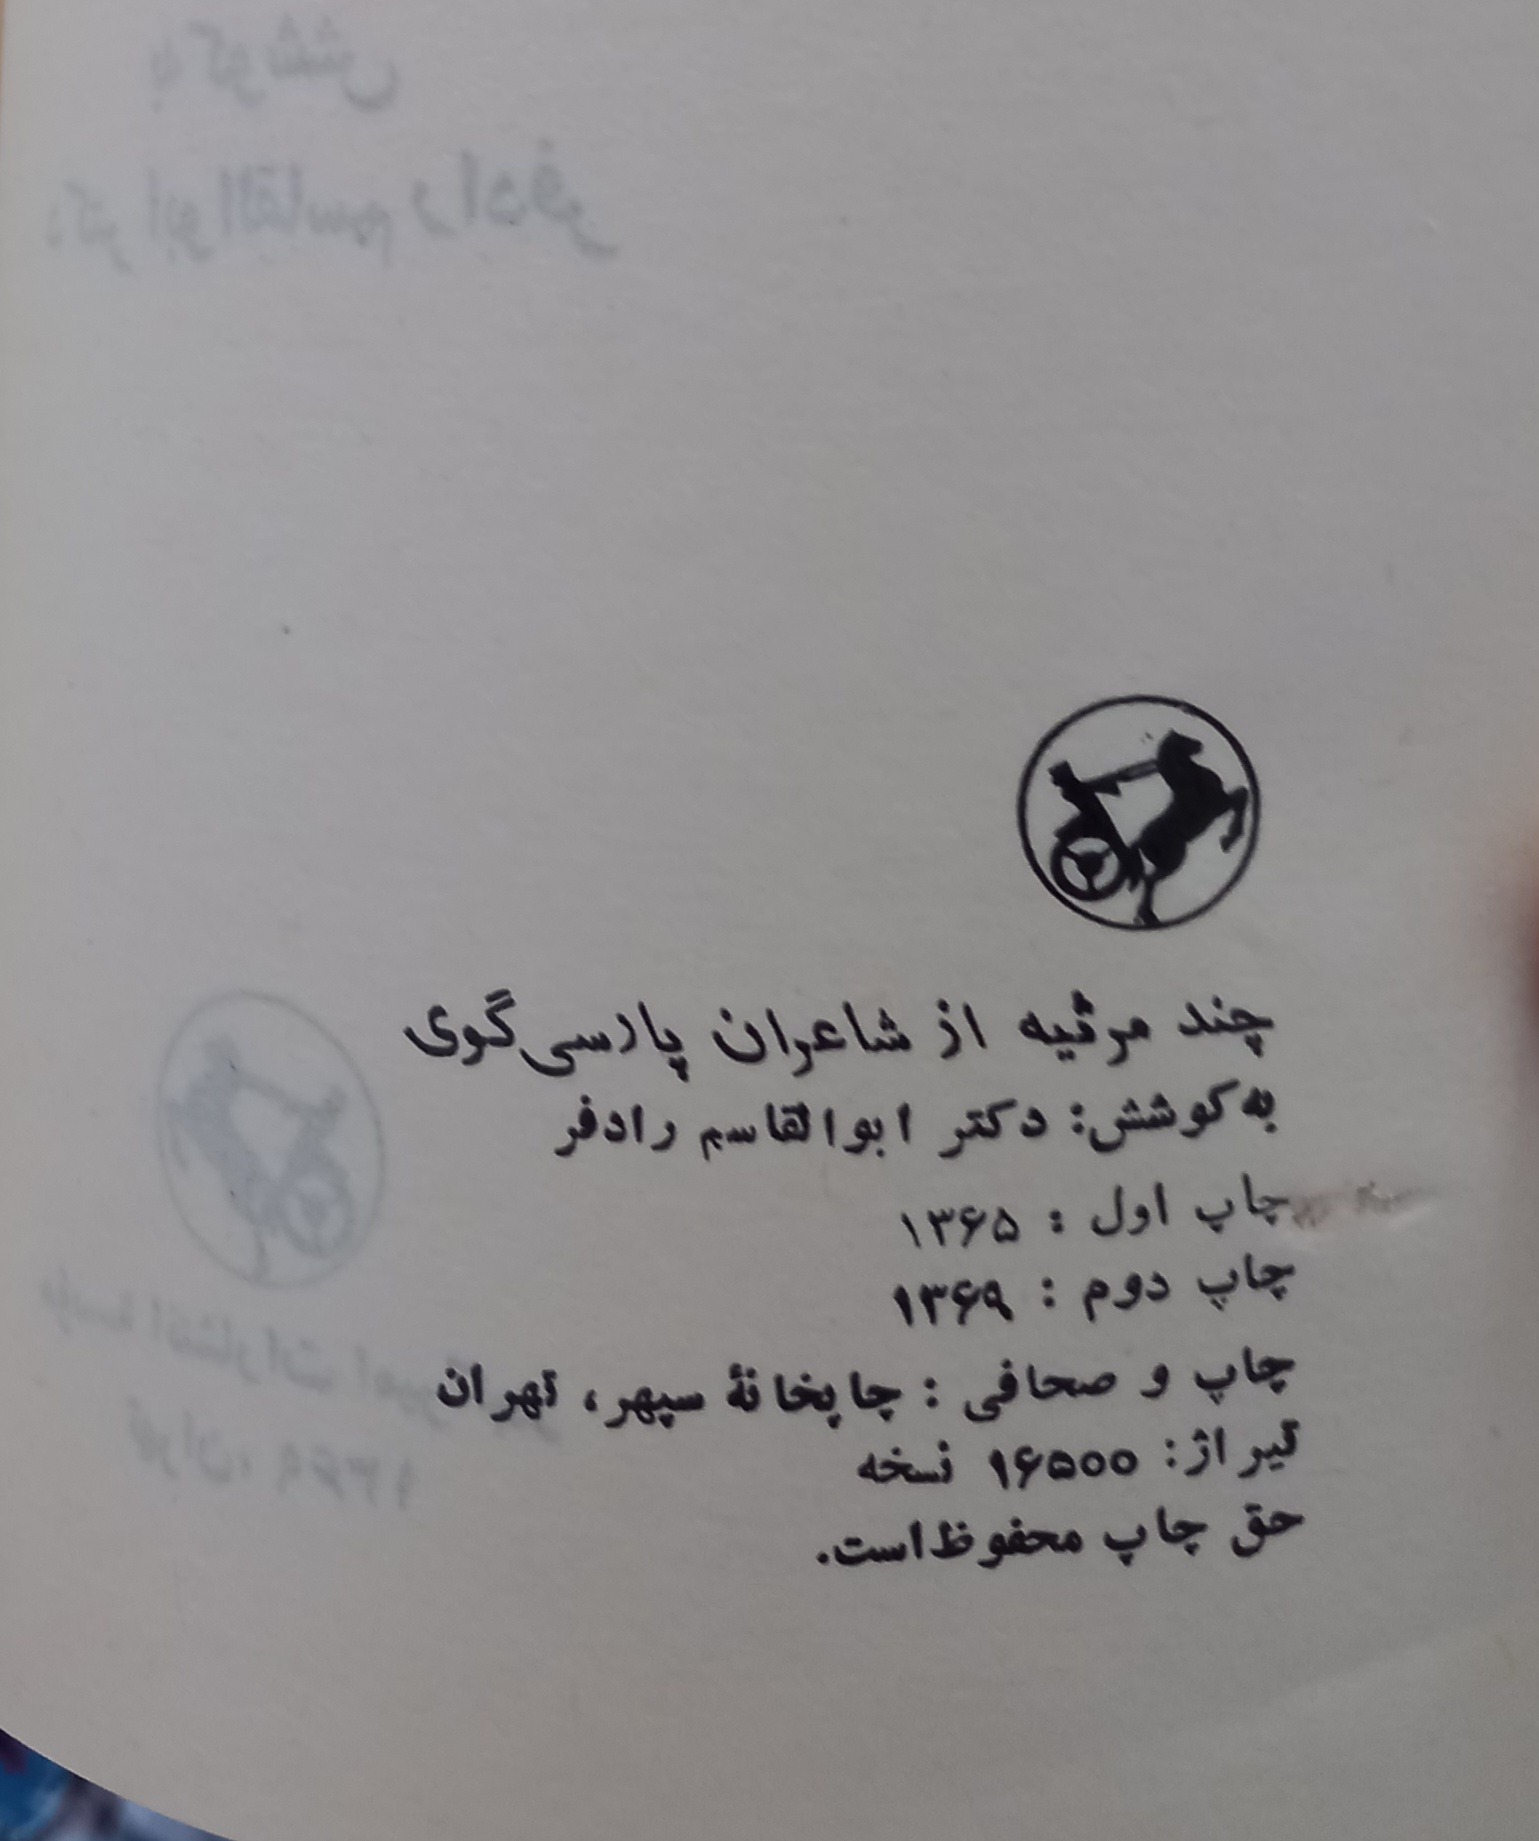 چند مرثیه از شاعران پارسی‌گوی
به‌کوشش: دکتر ابوالقاسم رادفر
چاپ اول : ۱۳۶۵
چاپ دوم : ۱۳۶۹
چاپ و صحافی : چاپخانهٔ سپهر، تهران
تیراژ: ۱۶۵۰۰ نسخه
حق چاپ محفوظ‌است.